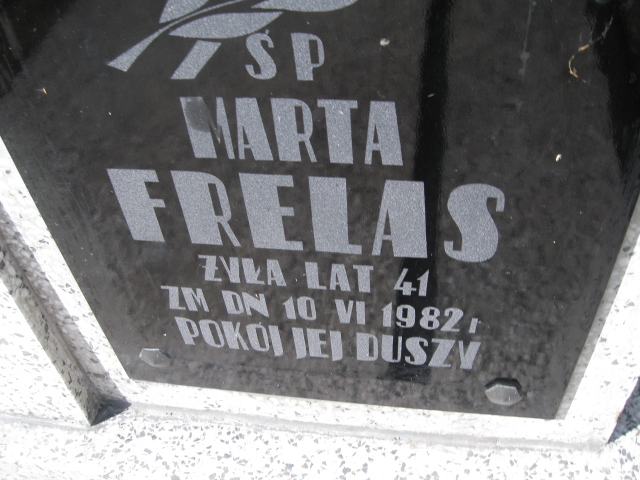 ŚP
MARTA
FRELAS
ŻYŁA LAT 41
ZM DN 10 VI 1982 r
POKÓJ JEJ DUSZY